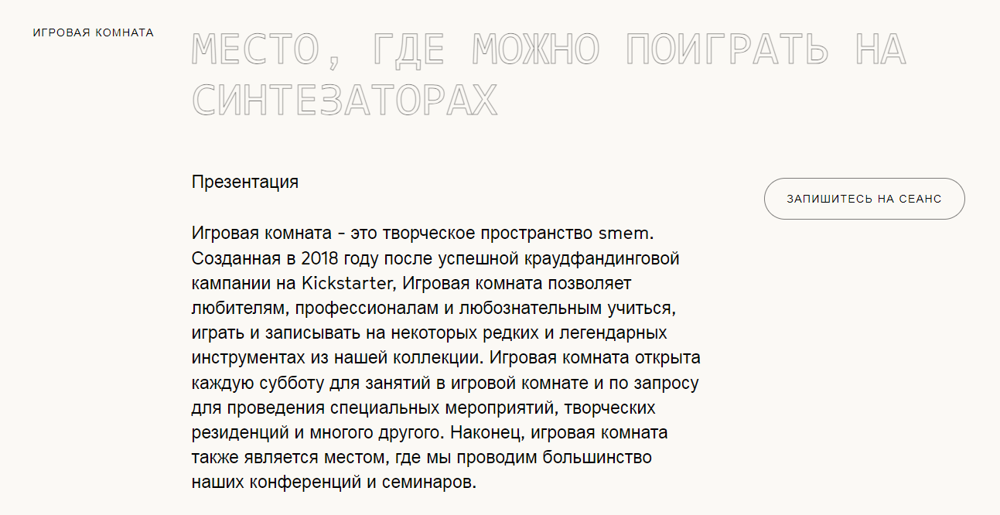 ИГРОВАЯ КОМНАТА
МЕСТО, ГДЕ МОЖНО ПОИГРАТЬ НА
СИНТЕЗАТОРАХ
Презентация
ЗАПИШИТЕСЬ НА СЕАНС
Игровая комната - это творческое пространство smem.
Созданная в 2018 году после успешной краудфандинговой
кампании на Kickstarter, Игровая комната позволяет
любителям, профессионалам и любознательным учиться,
играть и записывать на некоторых редких и легендарных
инструментах из нашей коллекции. Игровая комната открыта
каждую субботу для занятий в игровой комнате и по запросу
для проведения специальных мероприятий, творческих
резиденций и многого другого. Наконец, игровая комната
также является местом, где мы проводим большинство
наших конференций и семинаров.